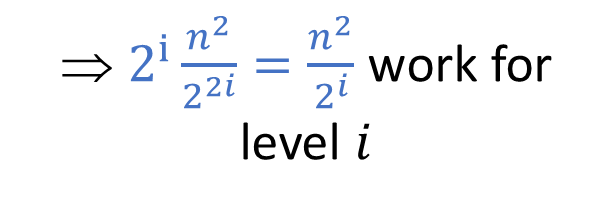 ⇒ 2^i n^2/2^{2i} = n^2/2^i work for
level i